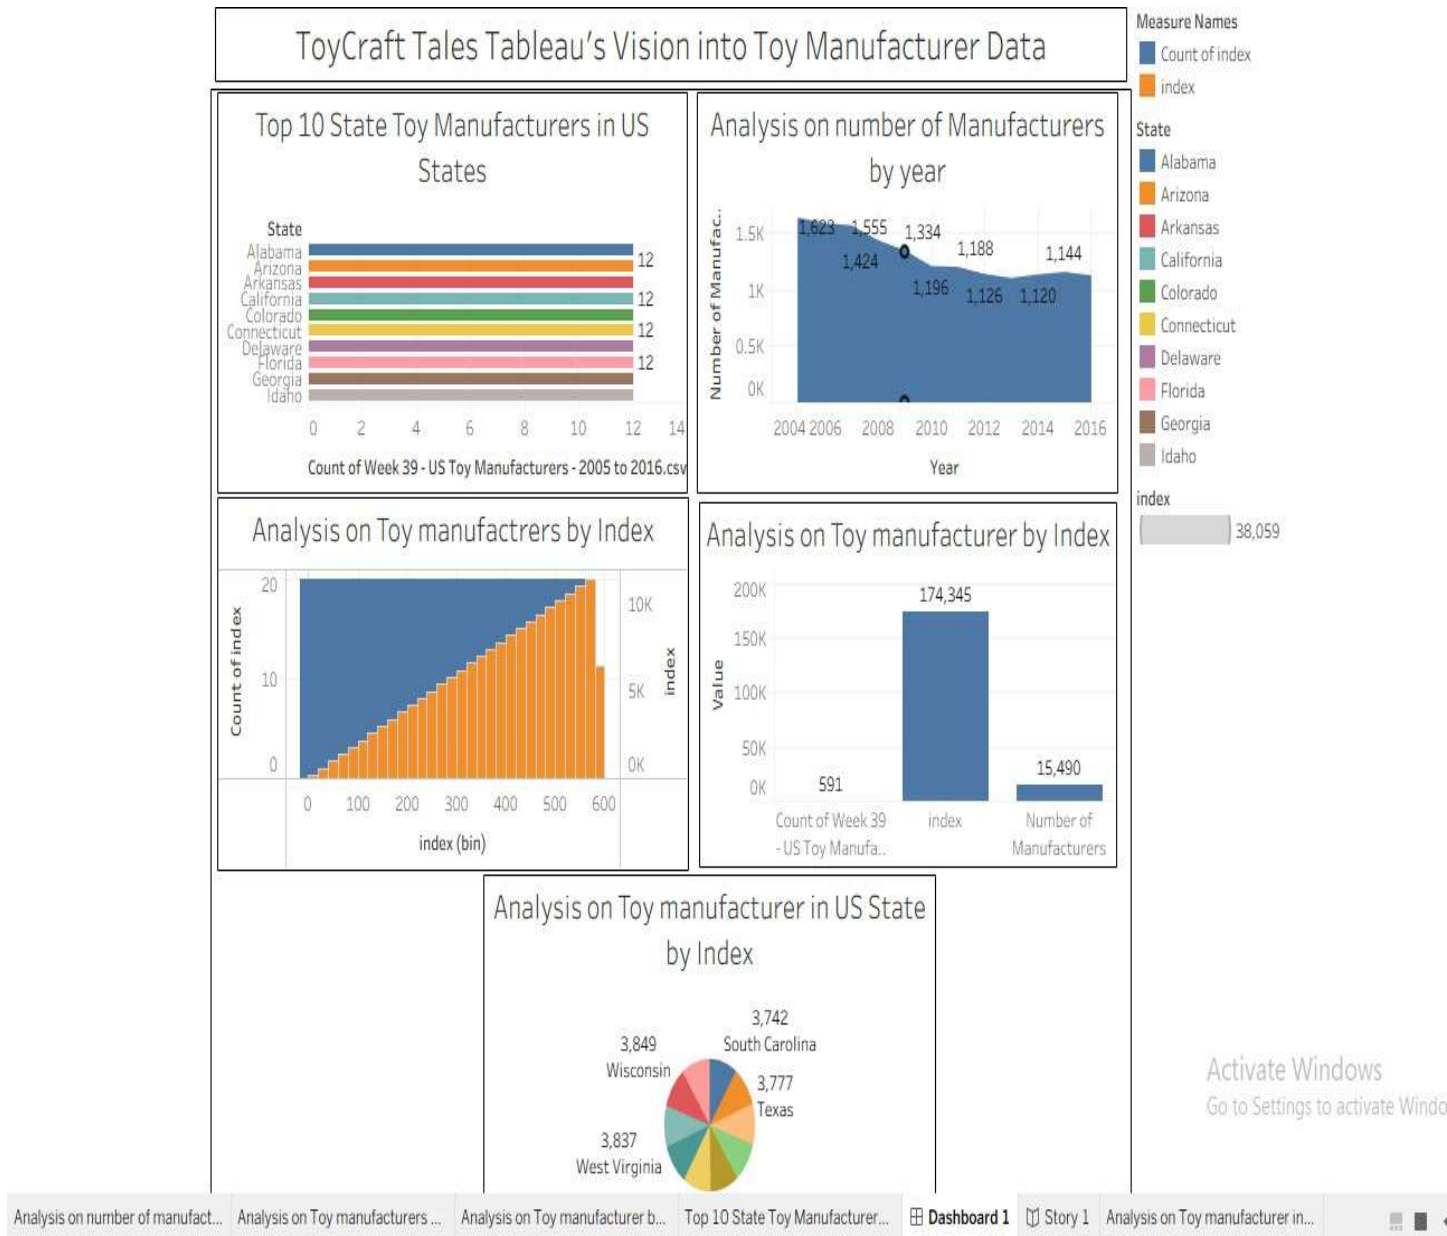 ToyCraft Tales Tableau's Vision into Toy Manufacturer Data
Top 10 State Toy Manufacturers in US
States
State
Alabama
Arizona
Arkansas
California
Colorado
Connecticut
Delaware
Florida
Georgia
Idaho
12
12
12
12
0 2 4 6 8 10 12 14
Count of Week 39 - US Toy Manufacturers - 2005 to 2016.csv
Analysis on number of Manufacturers
by year
Number of Manufac..
1.5K
1K
0.5K
0K
1,623 1,555 1,334
1,424 1,188 1,144
1,196 1,126 1,120
2004 2006 2008 2010 2012 2014 2016
Year
Analysis on Toy manufactrers by Index
Count of index
20
10
0
10K
5K
0K
index
0 100 200 300 400 500 600
index (bin)
Analysis on Toy manufacturer by Index
Value
200K
150K
100K
50K
0K
591
174,345
15,490
Count of Week 39
- US Toy Manufa..
index
Number of
Manufacturers
Analysis on Toy manufacturer in US State
by Index
3,742
South Carolina
3,849
Wisconsin
3,777
Texas
3,837
West Virginia
Measure Names
Count of index
index
State
Alabama
Arizona
Arkansas
California
Colorado
Connecticut
Delaware
Florida
Georgia
Idaho
index
38,059
Activate Windows
Go to Settings to activate Windo
Analysis on number of manufact... Analysis on Toy manufacturers ... Analysis on Toy manufacturer b... Top 10 State Toy Manufacturer... Dashboard 1 Story 1 Analysis on Toy manufacturer in...